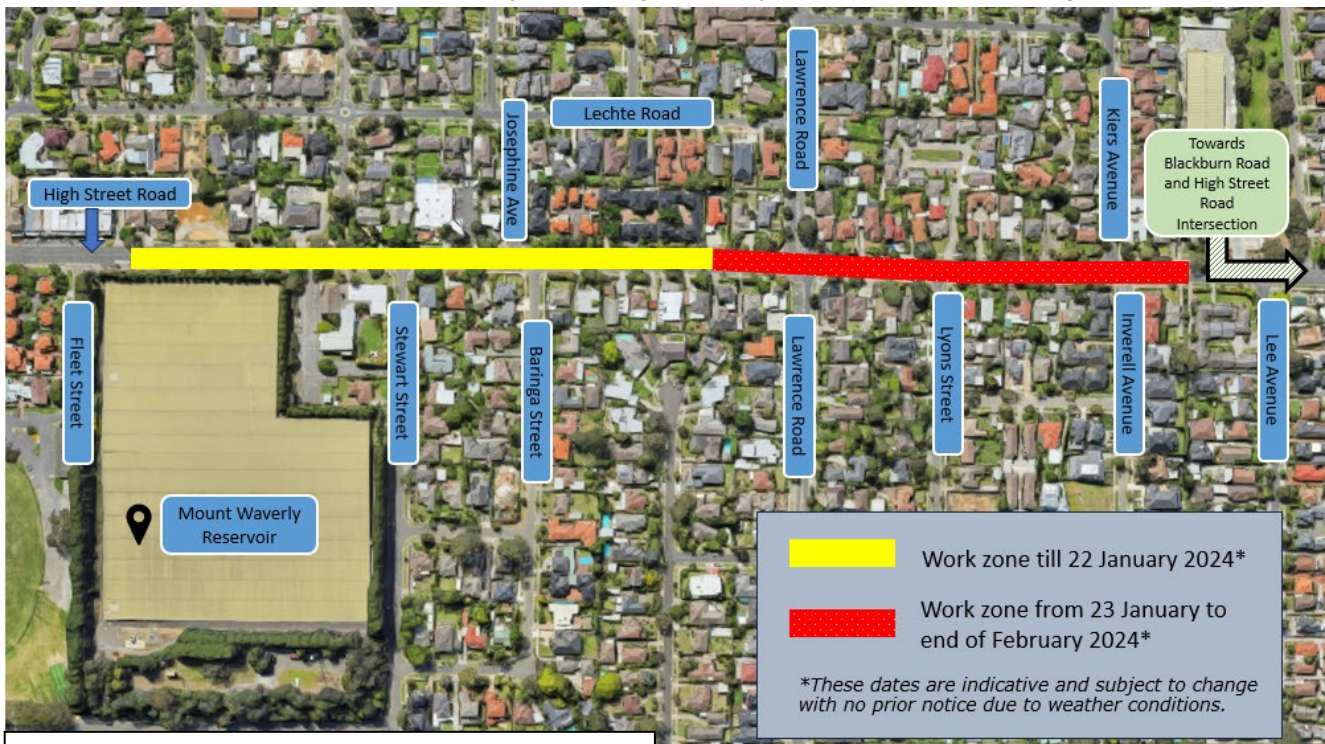 Lawrence Road
Josephine Ave
Lechte Road
Kiers Avenue
Towards
Blackburn Road
and High Street
Road
Intersection
High Street Road
Fleet Street
Stewart Street
Baringa Street
Lawrence Road
Lyons Street
Inverell Avenue
Lee Avenue
Mount Waverly
Reservoir
Work zone till 22 January 2024*
Work zone from 23 January to
end of February 2024*
*These dates are indicative and subject to change
with no prior notice due to weather conditions.